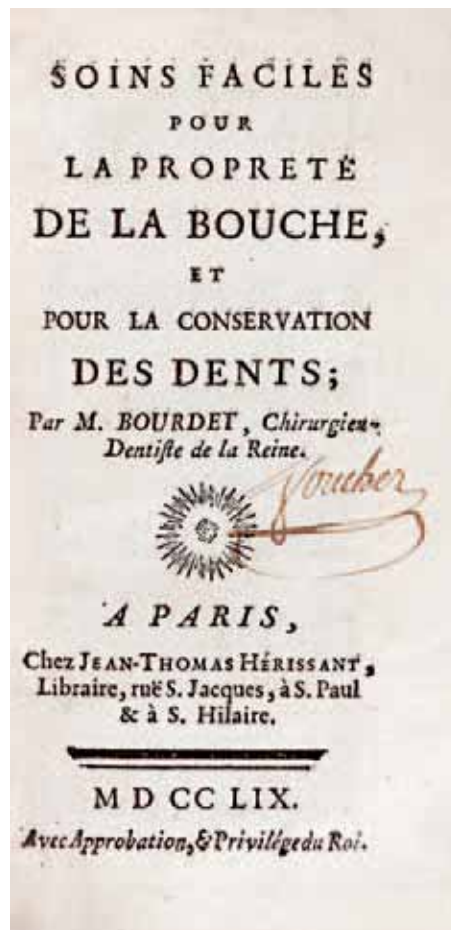 SOINS FACILES
POUR
LA PROPRETÉ
DE LA BOUCHE,
ET
POUR LA CONSERVATION
DES DENTS;
Par M. BOURDET, Chirurgien-
Dentiſte de la Reine.
A PARIS,
Chez JEAN-THOMAS HÉRISSANT,
Libraire, ruë S. Jacques, à S. Paul
& à S. Hilaire.
M D CC LIX.
Avec Approbation, & Privilége du Roi.